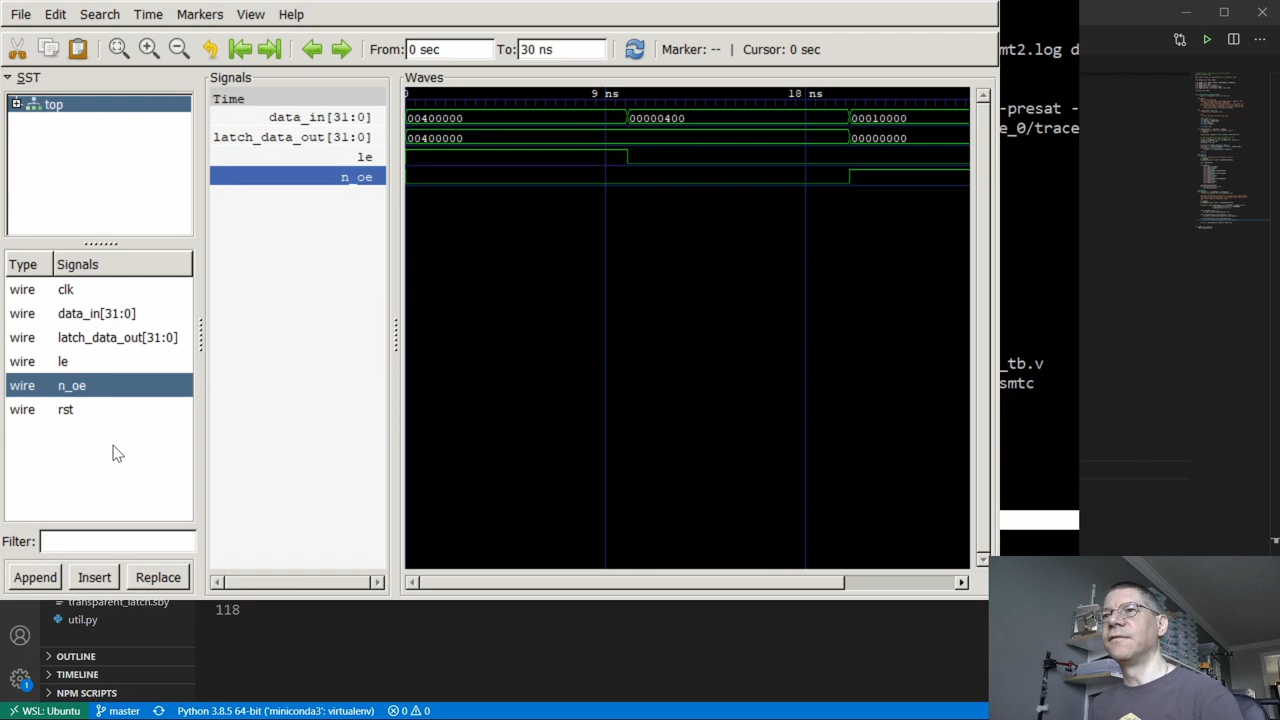 File Edit Search Time Markers View Help
From: 0 sec To: 30 ns Marker: -- | Cursor: 0 sec
SST
top
Type Signals
wire clk
wire data_in[31:0]
wire latch_data_out[31:0]
wire le
wire n_oe
wire rst
Filter:
Append Insert Replace
Signals
Time
data_in[31:0]
latch_data_out[31:0]
le
n_oe
Waves
0 9 ns 18 ns
00400000 00000400 00010000
00400000 00000000
mt2.log d
-presat -
e_0/trace
_tb.v
smtc
118
transparent_latch.sby
util.py
OUTLINE
TIMELINE
NPM SCRIPTS
1
WSL: Ubuntu master Python 3.8.5 64-bit ('miniconda3': virtualenv) 0 0